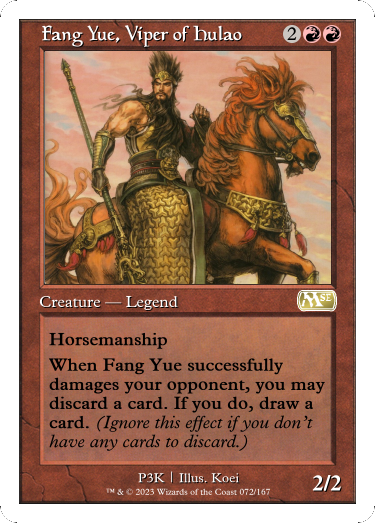 Fang Yue, Viper of Hulao 2
Creature — Legend
MSE
Horsemanship
When Fang Yue successfully
damages your opponent, you may
discard a card. If you do, draw a
card. (Ignore this effect if you don't
have any cards to discard.)
P3K | Illus. Koei
™ & © 2023 Wizards of the Coast 072/167
2/2